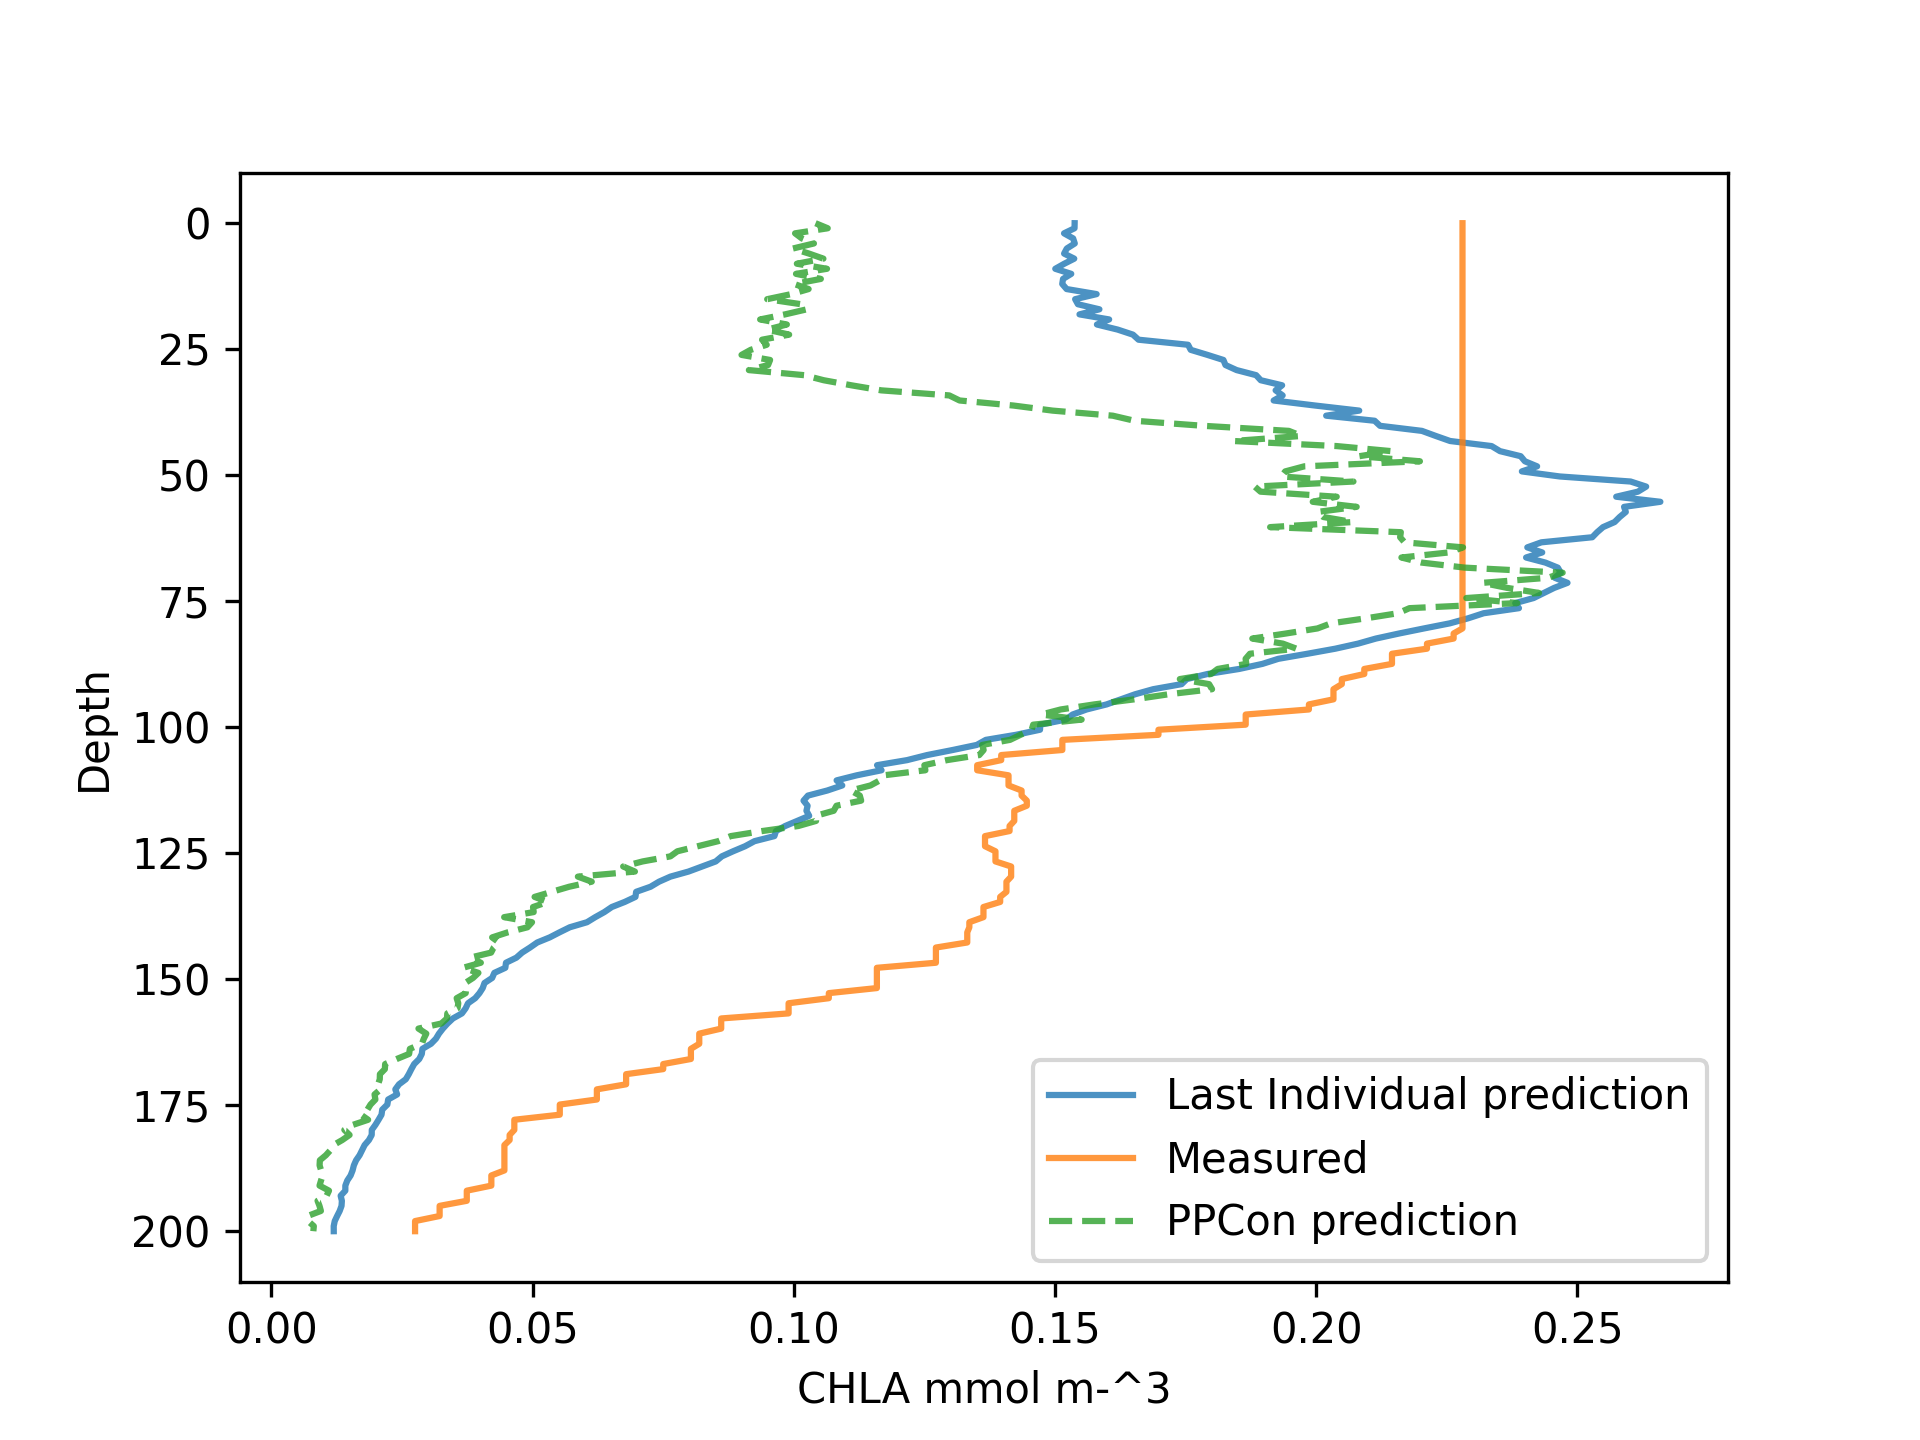 0
25
50
75
100
125
150
175
200
Depth
0.00 0.05 0.10 0.15 0.20 0.25
CHLA mmol m-^3
Last Individual prediction
Measured
PPCon prediction